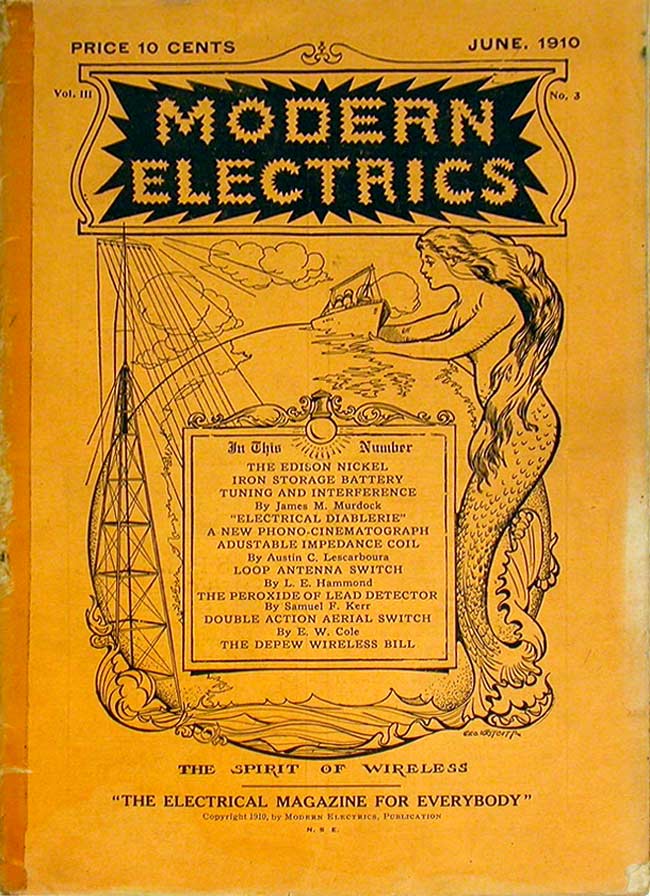 PRICE 10 CENTS
JUNE. 1910
Vol. III
No. 3
MODERN
ELECTRICS
In This Number
THE EDISON NICKEL
IRON STORAGE BATTERY
TUNING AND INTERFERENCE
By James M. Murdock
"ELECTRICAL DIABLERIE"
A NEW PHONO-CINEMATOGRAPH
ADUSTABLE IMPEDANCE COIL
By Austin C. Lescarboura
LOOP ANTENNA SWITCH
By L. E. Hammond
THE PEROXIDE OF LEAD DETECTOR
By Samuel F. Kerr
DOUBLE ACTION AERIAL SWITCH
By E. W. Cole
THE DEPEW WIRELESS BILL
THE SPIRIT OF WIRELESS
"THE ELECTRICAL MAGAZINE FOR EVERYBODY"
Copyright 1910, by MODERN ELECTRICS, PUBLICATION
N. S. E.